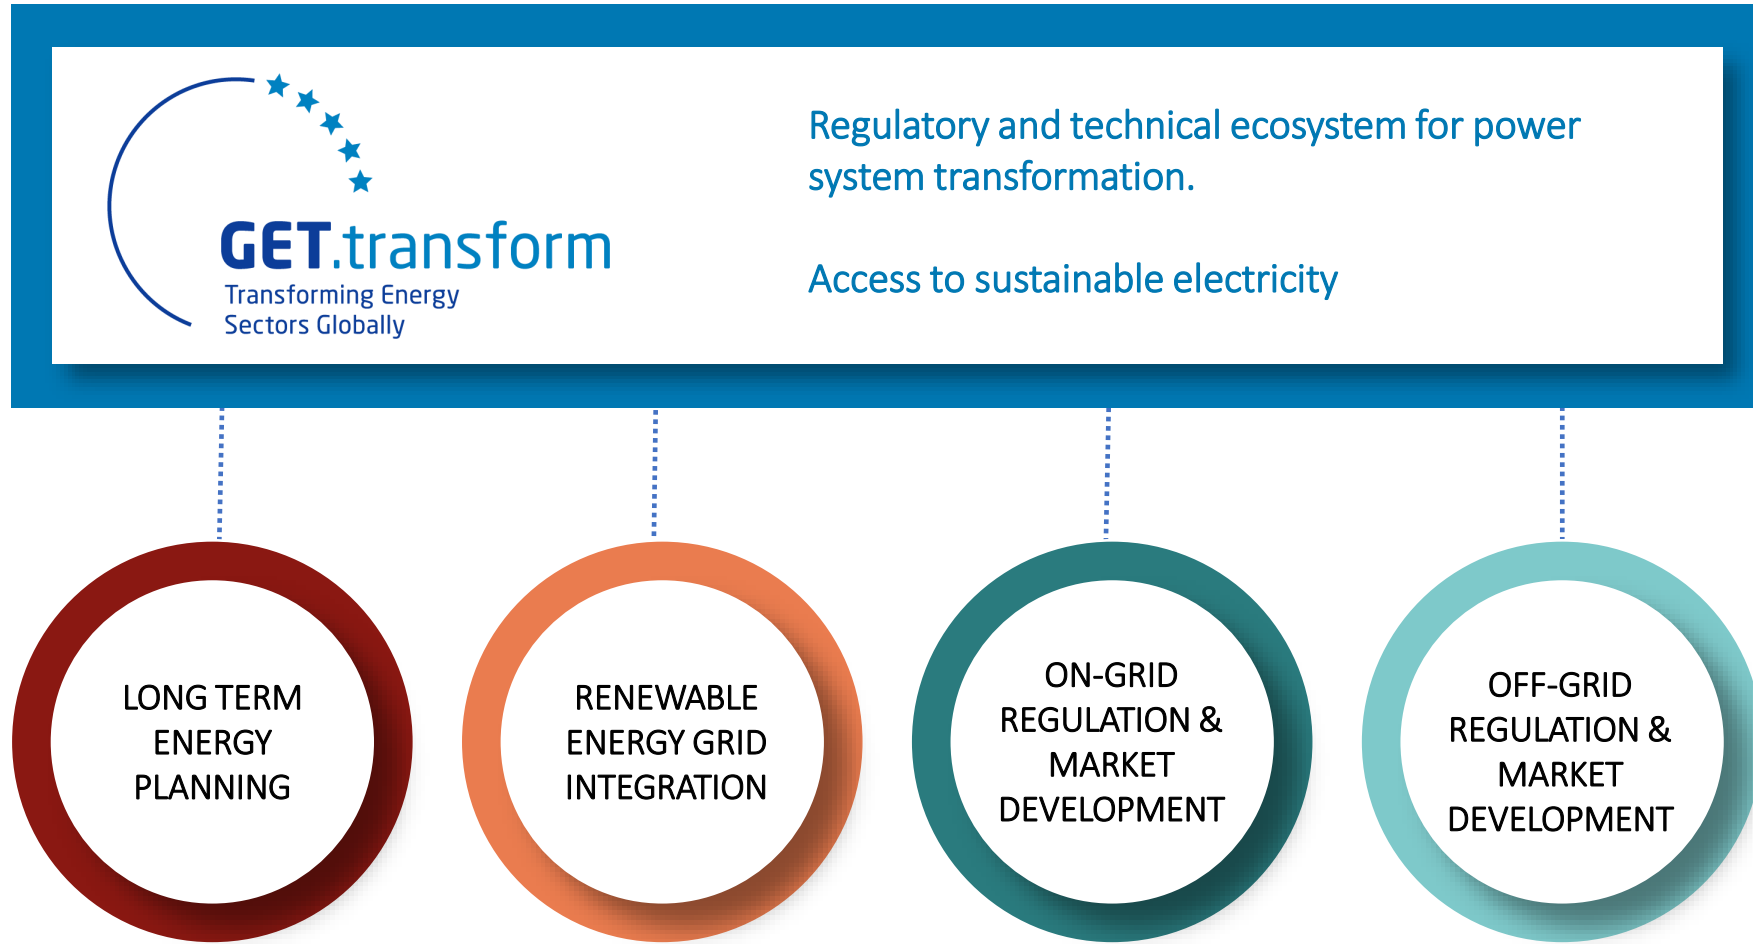 GET.transform
Transforming Energy
Sectors Globally
Regulatory and technical ecosystem for power
system transformation.
Access to sustainable electricity
LONG TERM
ENERGY
PLANNING
RENEWABLE
ENERGY GRID
INTEGRATION
ON-GRID
REGULATION &
MARKET
DEVELOPMENT
OFF-GRID
REGULATION &
MARKET
DEVELOPMENT